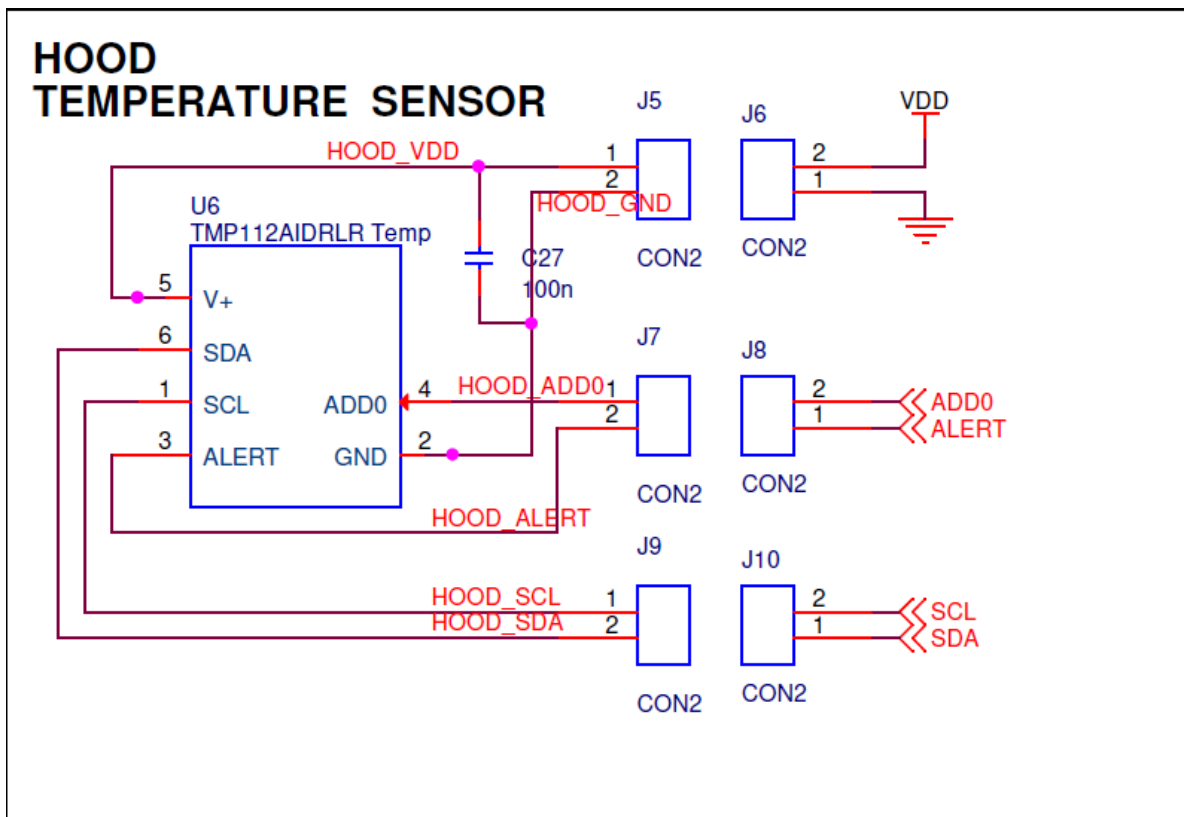 HOOD
TEMPERATURE SENSOR
J5
J6
VDD
HOOD_VDD
1
2
2
1
HOOD_GND
U6
TMP112AIDRLR Temp
C27
100n
CON2
CON2
5
V+
6
SDA
1
SCL
3
ALERT
ADD0
4
GND
2
J7
J8
HOOD_ADD0
1
2
2
1
ADD0
ALERT
CON2
CON2
HOOD_ALERT
J9
J10
HOOD_SCL
HOOD_SDA
1
2
2
1
SCL
SDA
CON2
CON2